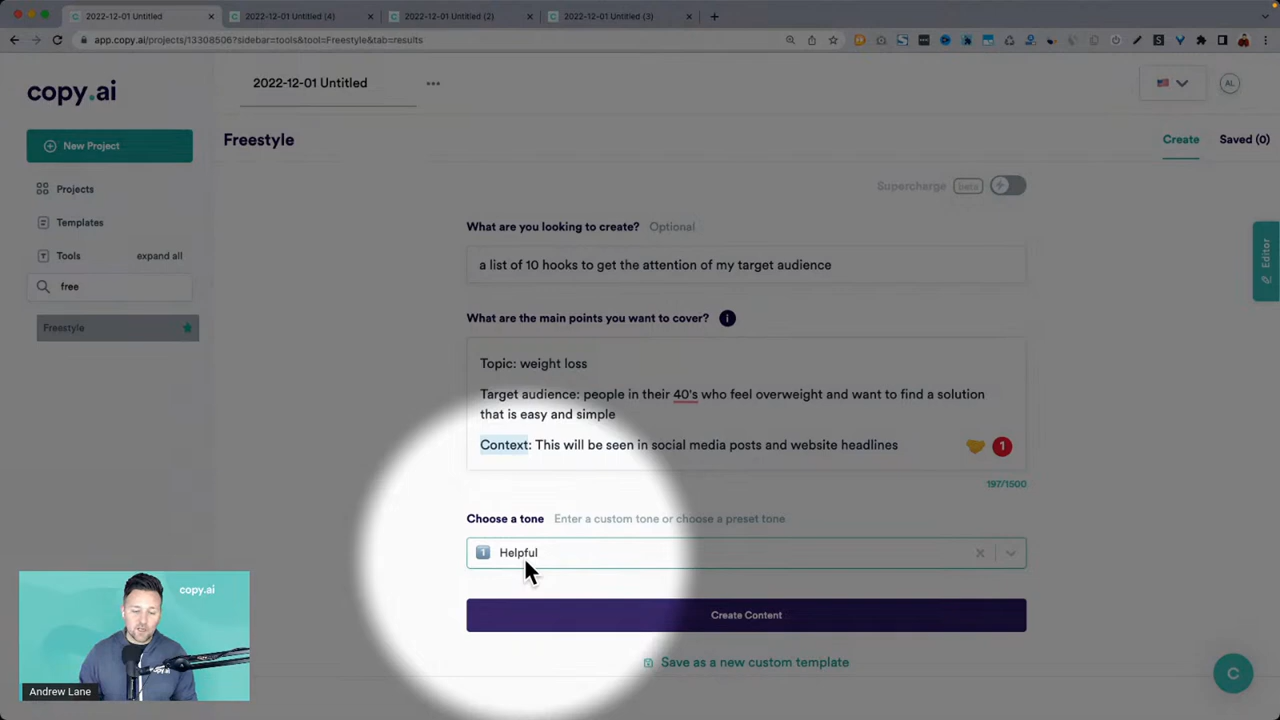 2022-12-01 Untitled
2022-12-01 Untitled (4)
2022-12-01 Untitled (2)
2022-12-01 Untitled (3)
app.copy.ai/projects/13308506?sidebar=tools&tool=Freestyle&tab=results
copy.ai
2022-12-01 Untitled
AL
New Project
Freestyle
Create
Saved (0)
Projects
Supercharge beta
Templates
What are you looking to create? Optional
Tools
expand all
a list of 10 hooks to get the attention of my target audience
Editor
free
What are the main points you want to cover?
Freestyle
Topic: weight loss
Target audience: people in their 40's who feel overweight and want to find a solution
that is easy and simple
Context: This will be seen in social media posts and website headlines
1
197/1500
Choose a tone Enter a custom tone or choose a preset tone
1 Helpful
copy.ai
Create Content
Save as a new custom template
C
Andrew Lane